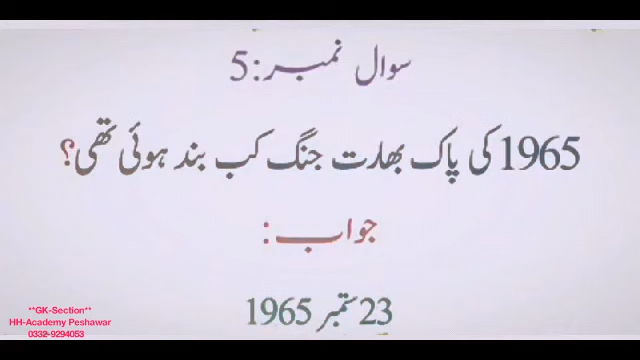 سوال نمبر:5
1965 کی پاک بھارت جنگ کب بند ہوئی تھی؟
جواب:
23 ستمبر 1965
**GK-Section**
HH-Academy Peshawar
0332-9294053